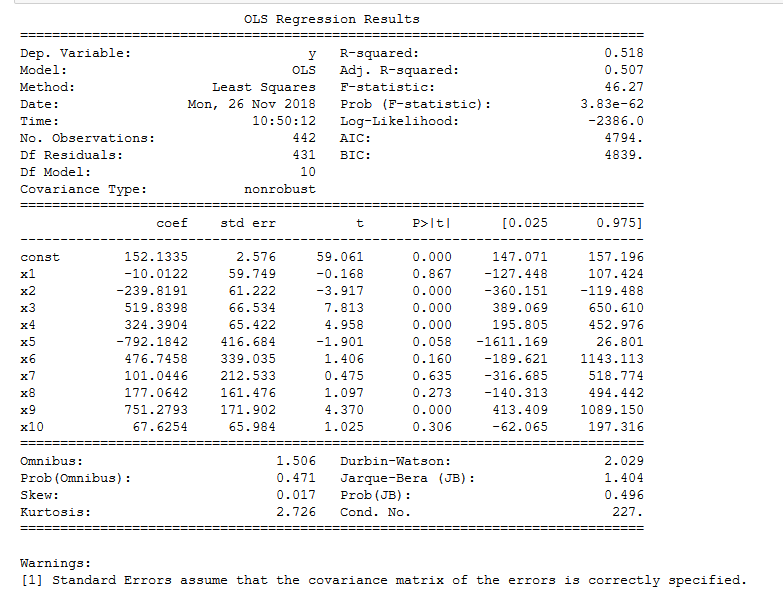 OLS Regression Results
==============================================================================
Dep. Variable: y R-squared: 0.518
Model: OLS Adj. R-squared: 0.507
Method: Least Squares F-statistic: 46.27
Date: Mon, 26 Nov 2018 Prob (F-statistic): 3.83e-62
Time: 10:50:12 Log-Likelihood: -2386.0
No. Observations: 442 AIC: 4794.
Df Residuals: 431 BIC: 4839.
Df Model: 10
Covariance Type: nonrobust
==============================================================================
coef std err t P>|t| [0.025 0.975]
------------------------------------------------------------------------------
const 152.1335 2.576 59.061 0.000 147.071 157.196
x1 -10.0122 59.749 -0.168 0.867 -127.448 107.424
x2 -239.8191 61.222 -3.917 0.000 -360.151 -119.488
x3 519.8398 66.534 7.813 0.000 389.069 650.610
x4 324.3904 65.422 4.958 0.000 195.805 452.976
x5 -792.1842 416.684 -1.901 0.058 -1611.169 26.801
x6 476.7458 339.035 1.406 0.160 -189.621 1143.113
x7 101.0446 212.533 0.475 0.635 -316.685 518.774
x8 177.0642 161.476 1.097 0.273 -140.313 494.442
x9 751.2793 171.902 4.370 0.000 413.409 1089.150
x10 67.6254 65.984 1.025 0.306 -62.065 197.316
==============================================================================
Omnibus: 1.506 Durbin-Watson: 2.029
Prob(Omnibus): 0.471 Jarque-Bera (JB): 1.404
Skew: 0.017 Prob(JB): 0.496
Kurtosis: 2.726 Cond. No. 227.
==============================================================================
Warnings:
[1] Standard Errors assume that the covariance matrix of the errors is correctly specified.